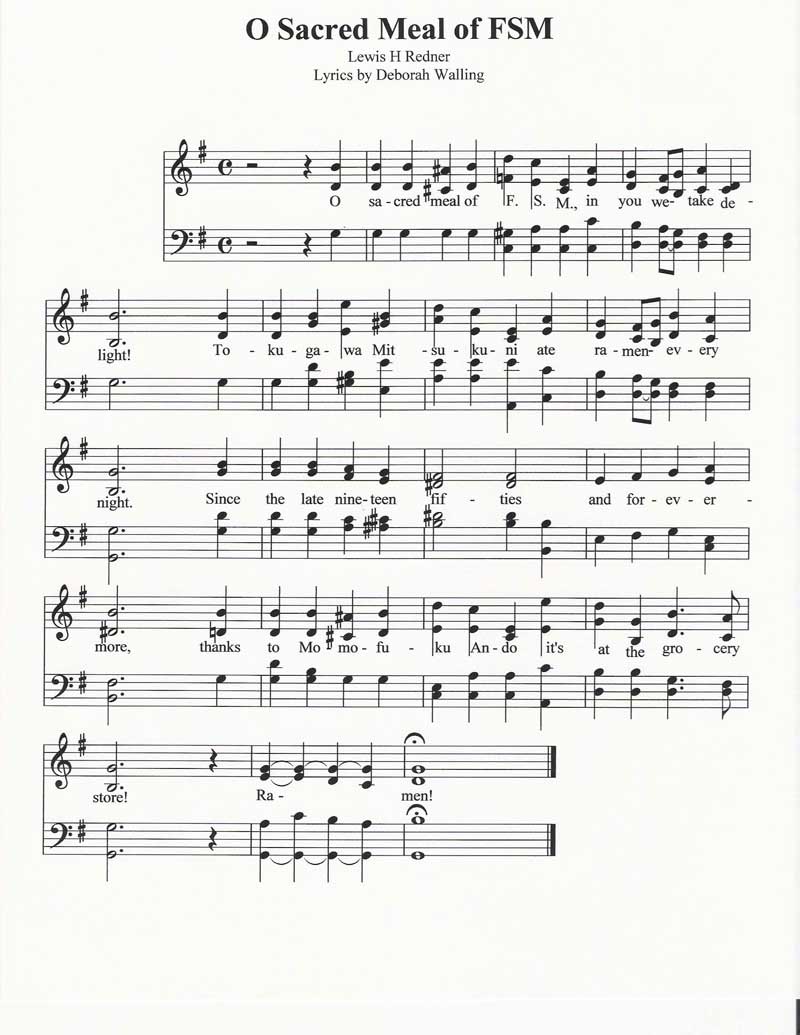 O Sacred Meal of FSM
Lewis H Redner
Lyrics by Deborah Walling
O sa - cred meal of F. S. M., in you we - take de -
light! To - ku - ga - wa Mit - su - ku - ni ate ra - men - ev - ery
night. Since the late nine - teen fif - ties and for - ev - er -
more, thanks to Mo - mo - fu - ku An - do it's at the gro - cery
store! Ra - men!